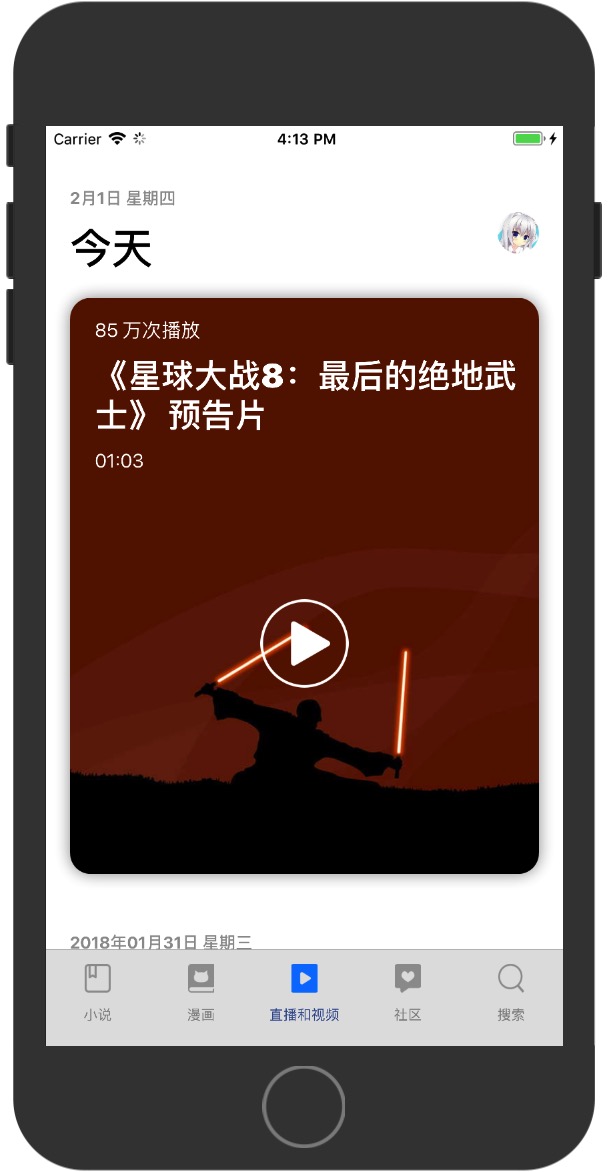 Carrier 4:13 PM
2月1日 星期四
今天
85 万次播放
《星球大战8：最后的绝地武
士》预告片
01:03
2018年01月31日 星期三
小说 漫画 直播和视频 社区 搜索